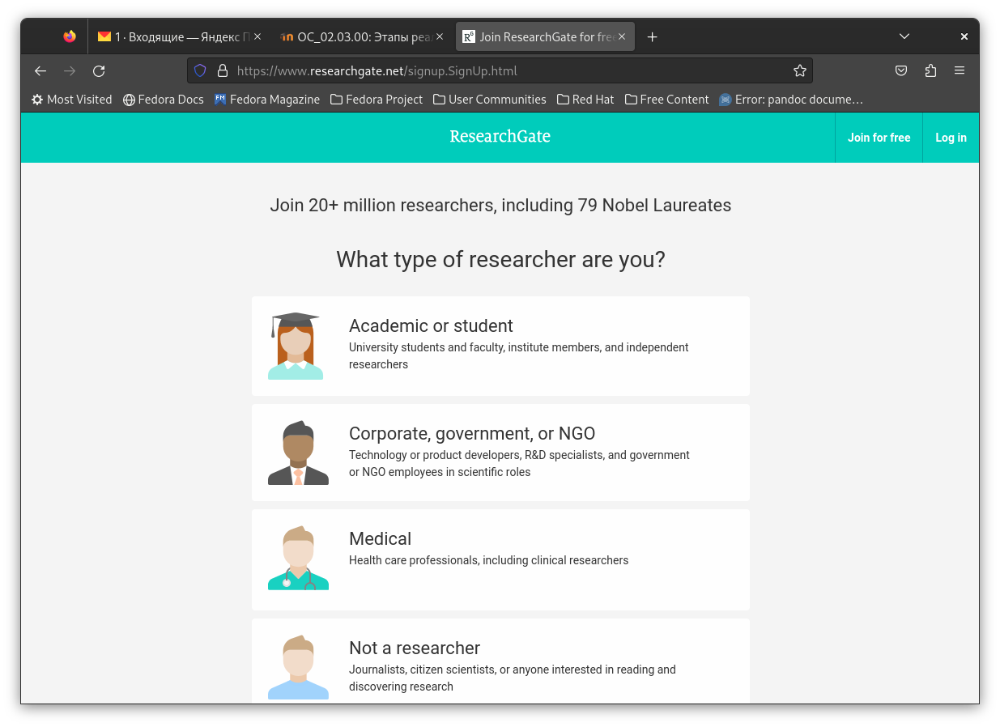 1 · Входящие — Яндекс П
ОС_02.03.00: Этапы реа
Join ResearchGate for fre
https://www.researchgate.net/signup.SignUp.html
Most Visited
Fedora Docs
Fedora Magazine
Fedora Project
User Communities
Red Hat
Free Content
Error: pandoc docume…
ResearchGate
Join for free
Log in
Join 20+ million researchers, including 79 Nobel Laureates
What type of researcher are you?
Academic or student
University students and faculty, institute members, and independent
researchers
Corporate, government, or NGO
Technology or product developers, R&D specialists, and government
or NGO employees in scientific roles
Medical
Health care professionals, including clinical researchers
Not a researcher
Journalists, citizen scientists, or anyone interested in reading and
discovering research